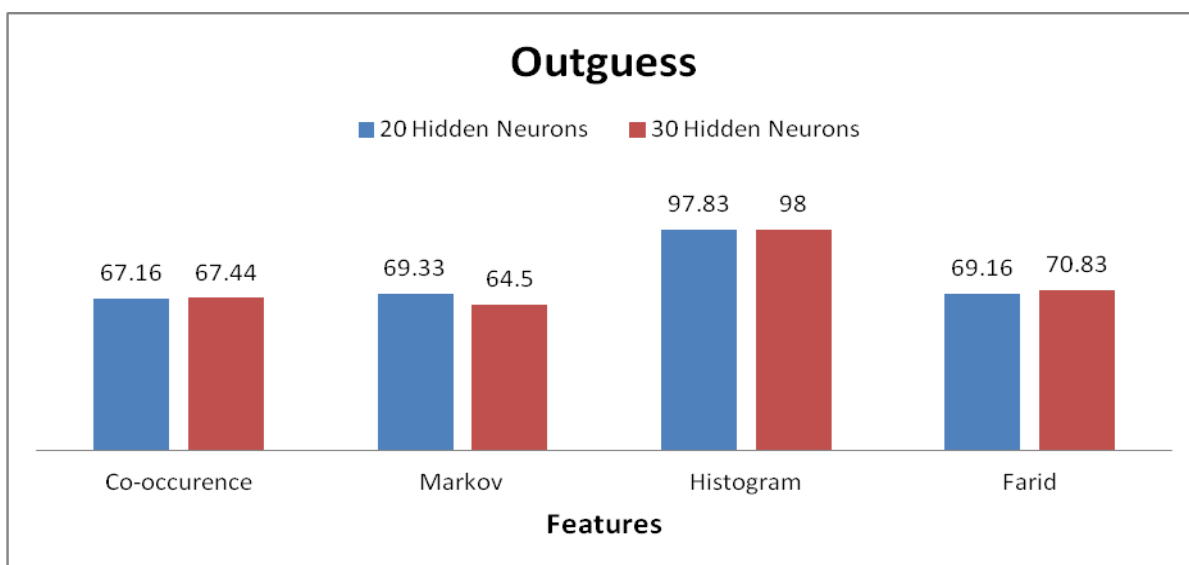 Outguess
20 Hidden Neurons 30 Hidden Neurons
97.83 98
67.16 67.44 69.33 64.5 69.16 70.83
Co-occurence Markov Histogram Farid
Features